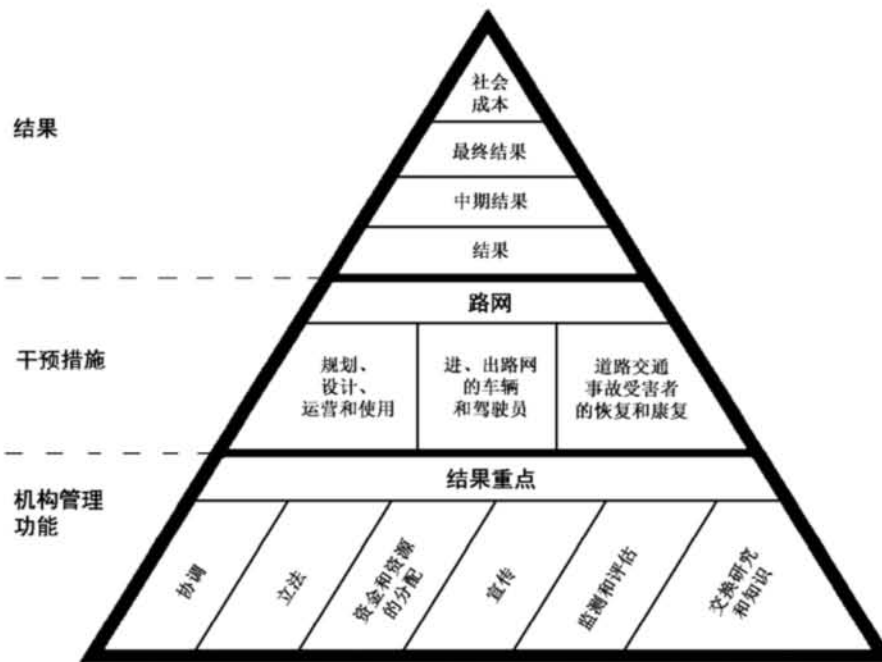 社会
成本
结果
最终结果
中期结果
结果
路网
干预措施
规划、
设计、
运营和使用
进、出路网
的车辆
和驾驶员
道路交通
事故受害者
的恢复和康复
结果重点
机构管理
功能
协调
立法
资金和资源
的分配
宣传
监测和评估
交换研究
和知识